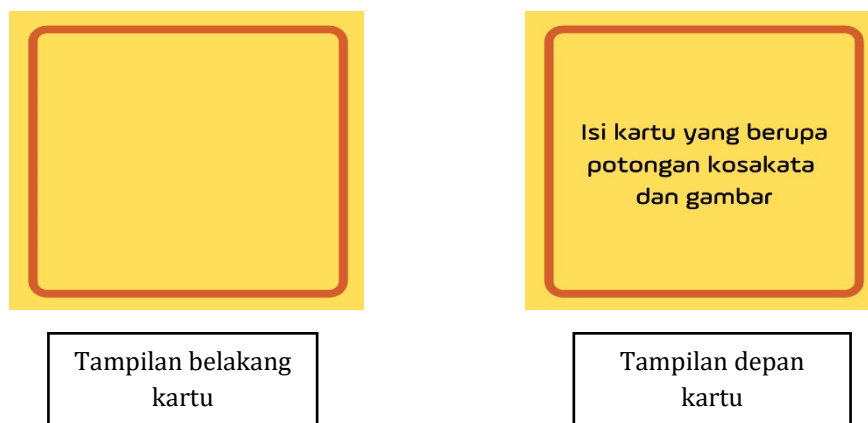 Isi kartu yang berupa
potongan kosakata
dan gambar
Tampilan belakang
kartu
Tampilan depan
kartu